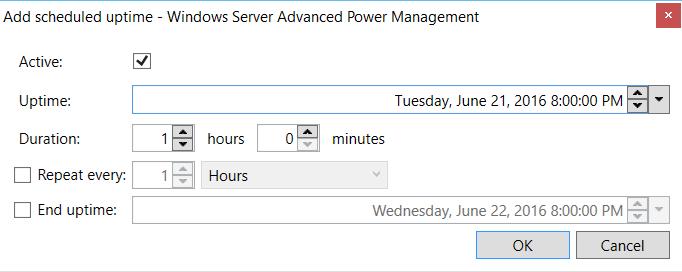 Add scheduled uptime - Windows Server Advanced Power Management
Active:
Uptime: Tuesday, June 21, 2016 8:00:00 PM
Duration: 1 hours 0 minutes
Repeat every: 1 Hours
End uptime: Wednesday, June 22, 2016 8:00:00 PM
OK Cancel